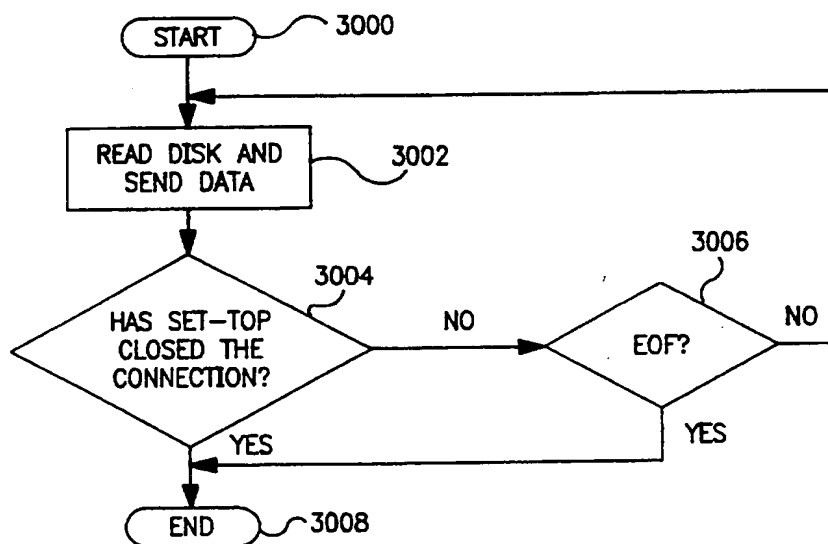 START
3000
READ DISK AND
SEND DATA
3002
HAS SET-TOP
CLOSED THE
CONNECTION?
3004
NO
EOF?
3006
NO
YES
YES
END
3008